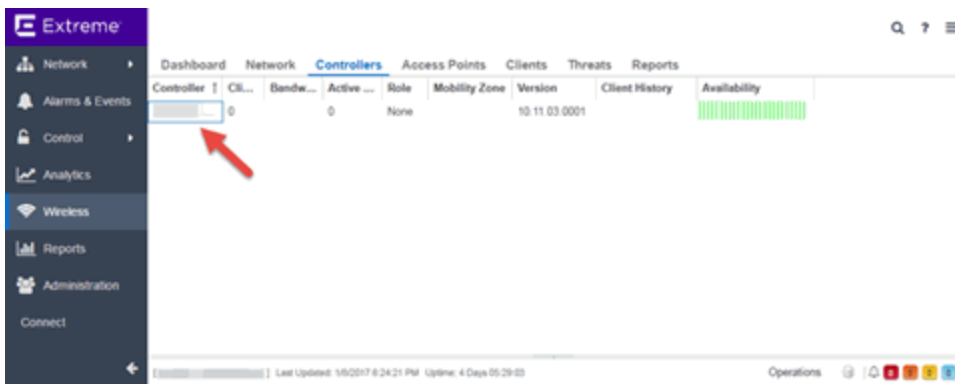 Extreme
?
Network
Alarms & Events
Control
Analytics
Wireless
Reports
Administration
Connect
Dashboard Network Controllers Access Points Clients Threats Reports
Controller Cli... Bandw... Active ... Role Mobility Zone Version Client History Availability
0 0 None 10.11.03.0001
Last Updated: 1/6/2017 6:24:21 PM Uptime: 4 Days 05:29:03
Operations